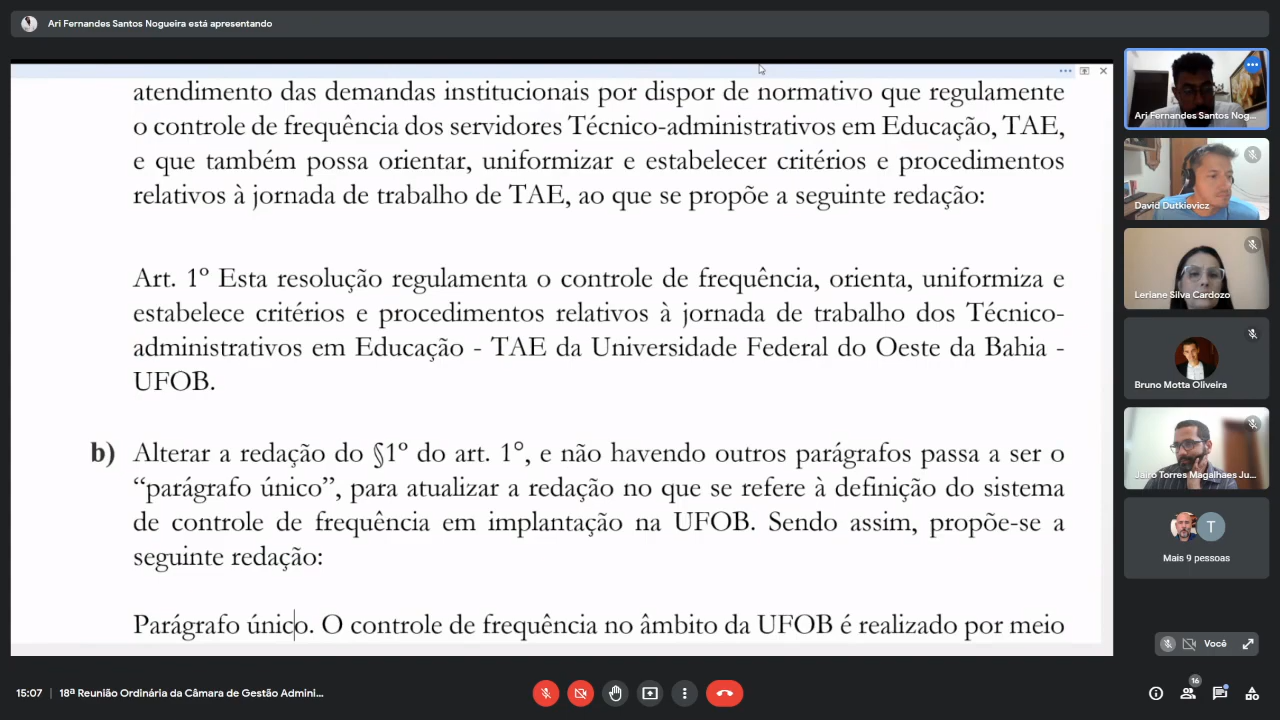 Ari Fernandes Santos Nogueira está apresentando
atendimento das demandas institucionais por dispor de normativo que regulamente
o controle de frequência dos servidores Técnico-administrativos em Educação, TAE,
e que também possa orientar, uniformizar e estabelecer critérios e procedimentos
relativos à jornada de trabalho de TAE, ao que se propõe a seguinte redação:
Art. 1º Esta resolução regulamenta o controle de frequência, orienta, uniformiza e
estabelece critérios e procedimentos relativos à jornada de trabalho dos Técnico-
administrativos em Educação - TAE da Universidade Federal do Oeste da Bahia -
UFOB.
b) Alterar a redação do §1º do art. 1°, e não havendo outros parágrafos passa a ser o
“parágrafo único”, para atualizar a redação no que se refere à definição do sistema
de controle de frequência em implantação na UFOB. Sendo assim, propõe-se a
seguinte redação:
Parágrafo único. O controle de frequência no âmbito da UFOB é realizado por meio
Ari Fernandes Santos Nog...
David Dutkievicz
Leriane Silva Cardozo
Bruno Motta Oliveira
Jairo Torres Magalhaes Ju...
T
Mais 9 pessoas
Você
15:07 | 18ª Reunião Ordinária da Câmara de Gestão Admini...
16